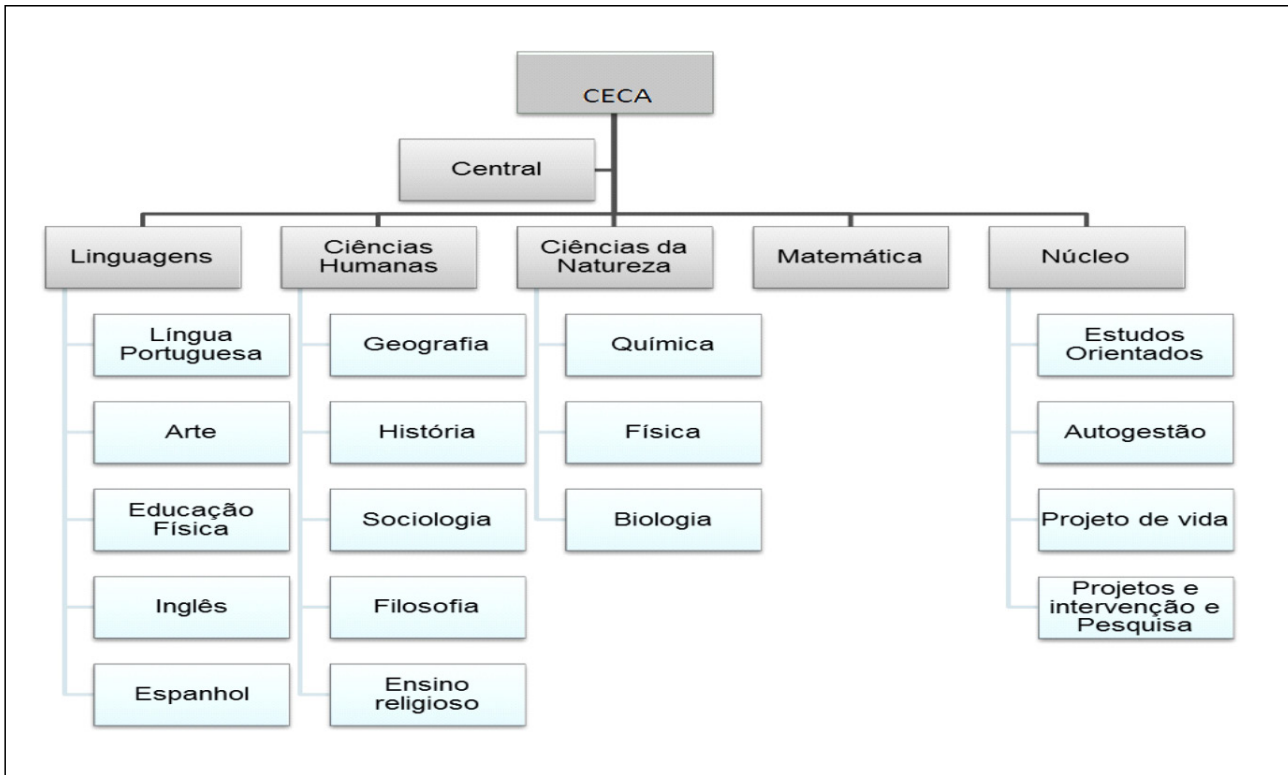 CECA
Central
Linguagens
Ciências
Humanas
Ciências da
Natureza
Matemática
Núcleo
Língua
Portuguesa
Arte
Educação
Física
Inglês
Espanhol
Geografia
História
Sociologia
Filosofia
Ensino
religioso
Química
Física
Biologia
Estudos
Orientados
Autogestão
Projeto de vida
Projetos e
intervenção e
Pesquisa